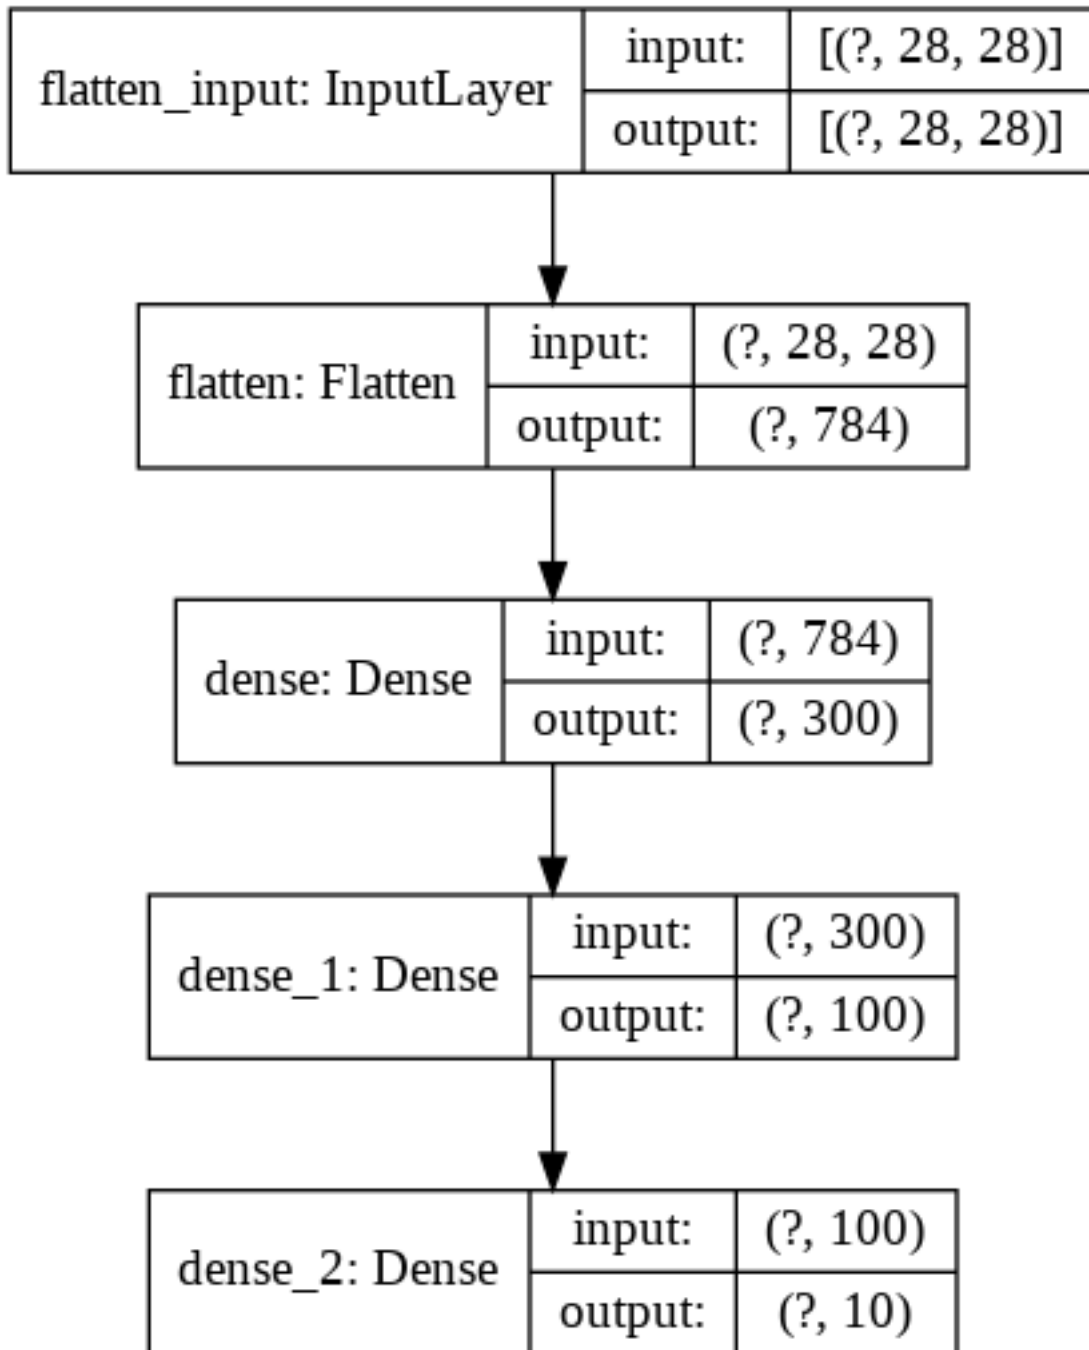 flatten_input: InputLayer
input:
[(?, 28, 28)]
output:
[(?, 28, 28)]
flatten: Flatten
input:
(?, 28, 28)
output:
(?, 784)
dense: Dense
input:
(?, 784)
output:
(?, 300)
dense_1: Dense
input:
(?, 300)
output:
(?, 100)
dense_2: Dense
input:
(?, 100)
output:
(?, 10)